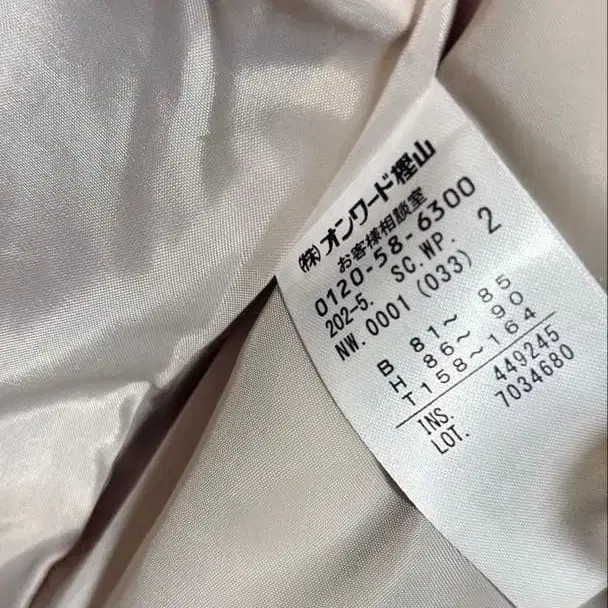 ㈱オンワード樫山
お客様相談室
0120-58-6300
202-5. SC.WP. 2
NW.0001 (033)
B 81～ 85
H 86～ 90
T158～164
INS. 449245
LOT. 7034680